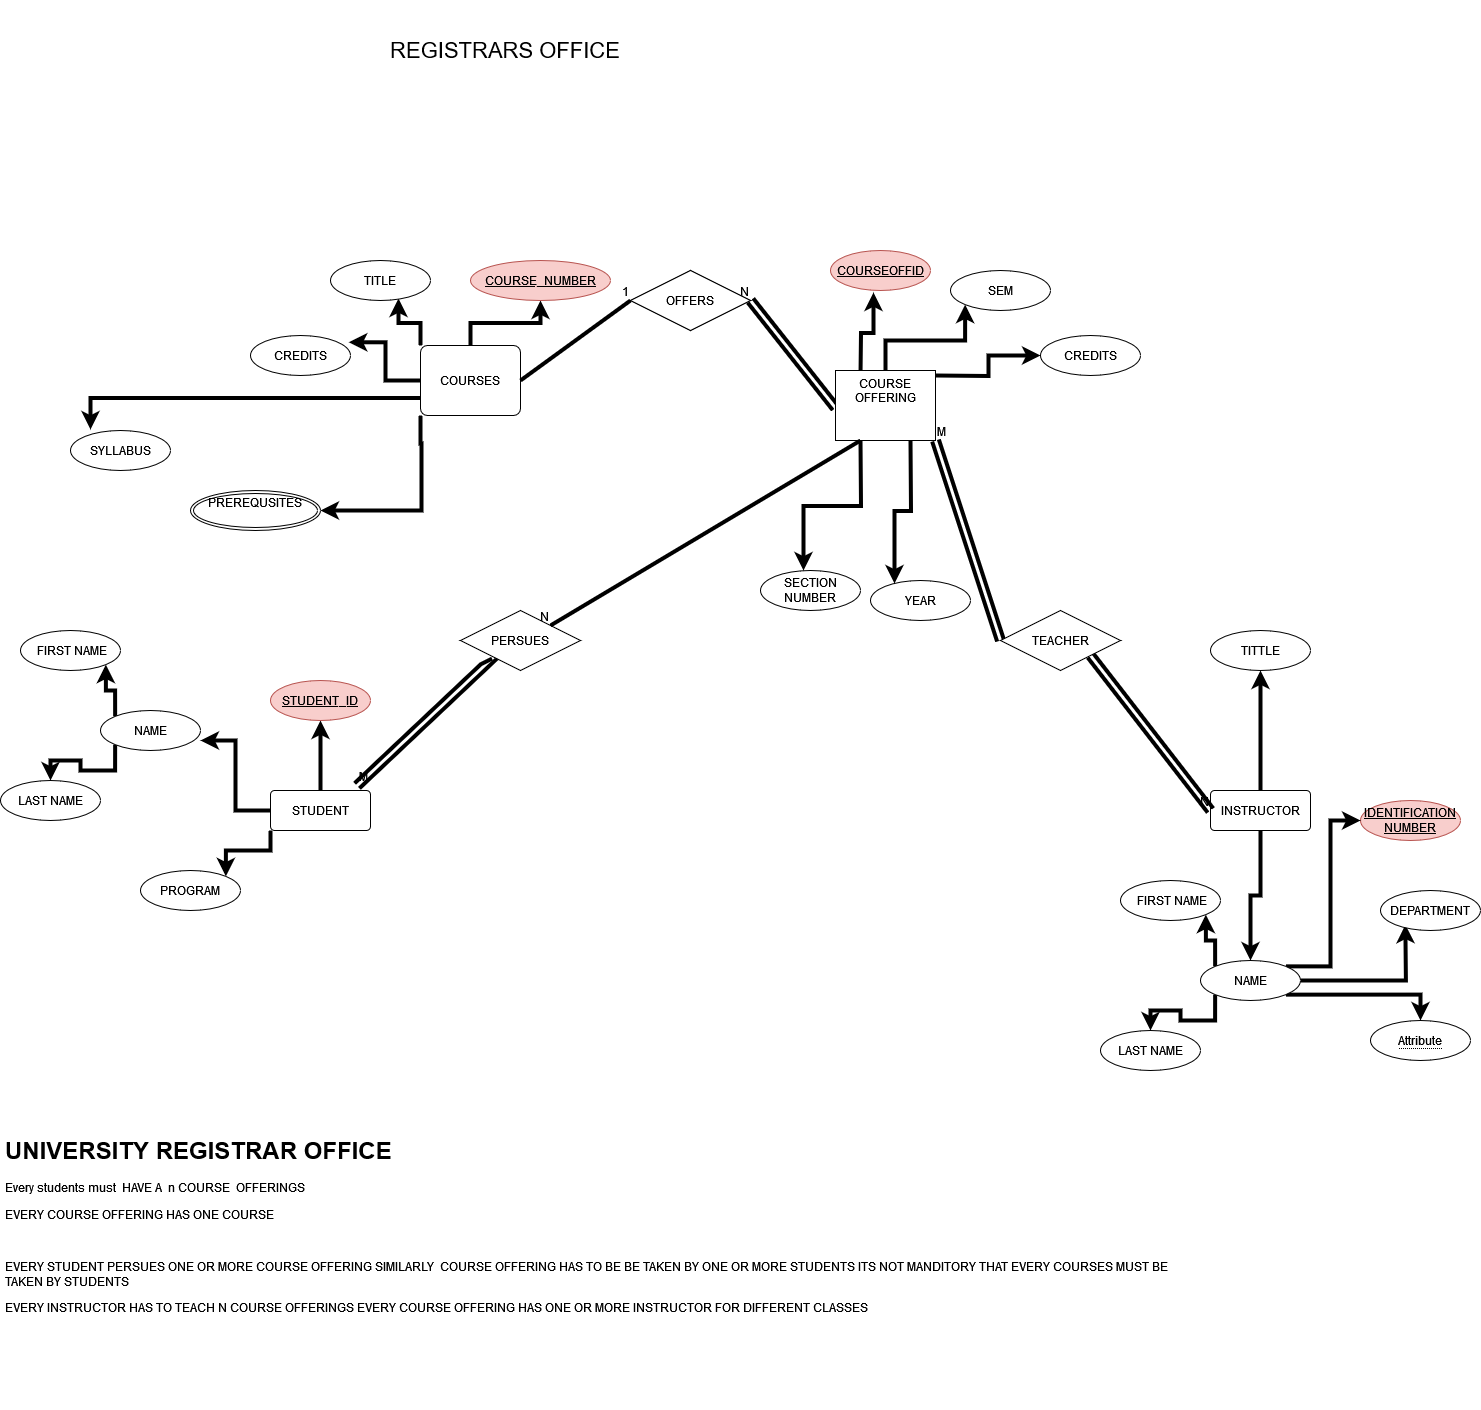 REGISTRARS OFFICE
TITLE
COURSE_NUMBER
1
OFFERS
N
COURSEOFFID
SEM
CREDITS
COURSES
COURSE
OFFERING
CREDITS
M
SYLLABUS
PREREQUSITES
SECTION
NUMBER
YEAR
N
PERSUES
TEACHER
FIRST NAME
TITTLE
STUDENT_ID
NAME
M
LAST NAME
STUDENT
INSTRUCTOR
IDENTIFICATION
NUMBER
PROGRAM
FIRST NAME
DEPARTMENT
NAME
LAST NAME
Attribute
UNIVERSITY REGISTRAR OFFICE
Every students must HAVE A n COURSE OFFERINGS
EVERY COURSE OFFERING HAS ONE COURSE
EVERY STUDENT PERSUES ONE OR MORE COURSE OFFERING SIMILARLY COURSE OFFERING HAS TO BE BE TAKEN BY ONE OR MORE STUDENTS ITS NOT MANDITORY THAT EVERY COURSES MUST BE
TAKEN BY STUDENTS
EVERY INSTRUCTOR HAS TO TEACH N COURSE OFFERINGS EVERY COURSE OFFERING HAS ONE OR MORE INSTRUCTOR FOR DIFFERENT CLASSES